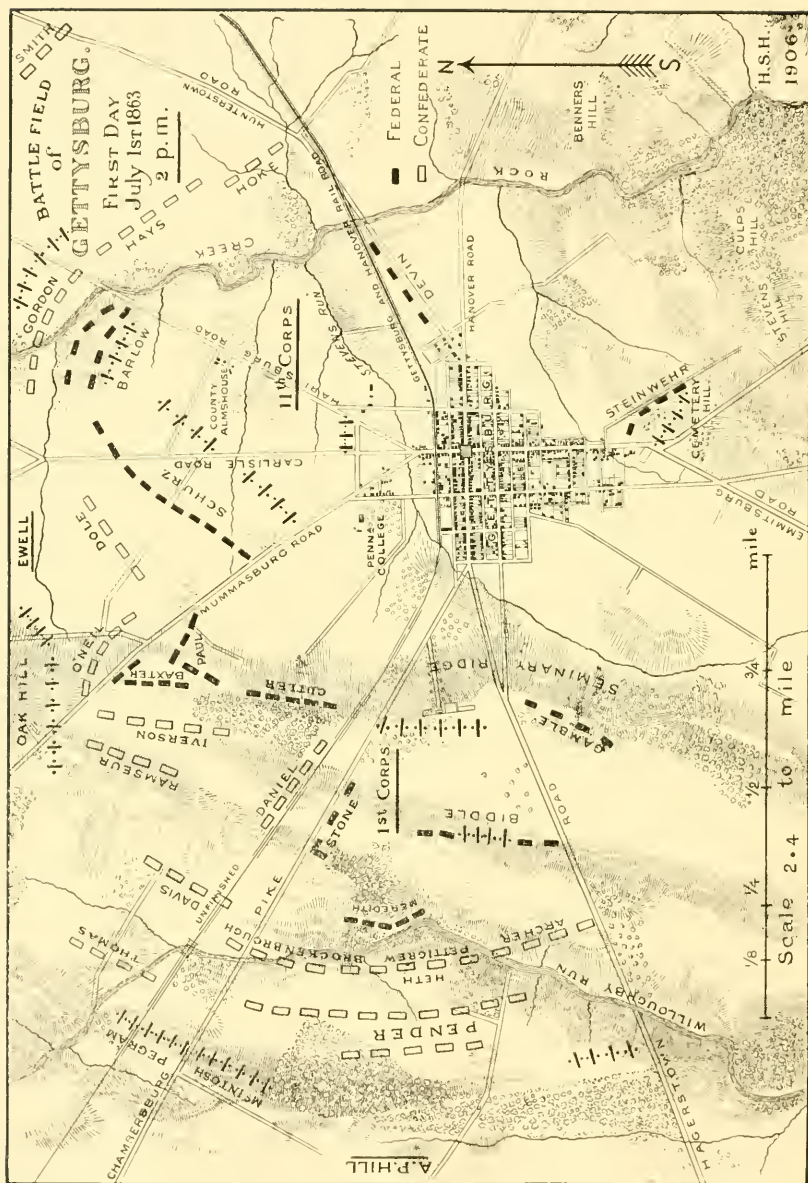 BATTLE FIELD
of
GETTYSBURG.
FIRST DAY
July 1ST 1863
2 p.m.
SMITH
HUNTERSTOWN
ROAD
GORDON
HAYS
HOKE
CREEK
ROCK
BARLOW
ROAD
HARISBURG
COUNTY
ALMSHOUSE
11th CORPS
STEVENS RUN
GETTYSBURG AND HANOVER RAIL ROAD
DEVIN
HANOVER ROAD
FEDERAL
CONFEDERATE
N
S
BENNERS
HILL
H.S.H.
1906
CULPS
HILL
STEVENS
HILL
STEINWEHR
CEMETERY
HILL
EMMITSBURG
ROAD
GETTYSBURG
CARLISLE ROAD
SCHURZ
DOLE
EWELL
MUMMASBURG ROAD
PENNA
COLLEGE
OAK HILL
O'NEIL
BAXTER
PAUL
CUTLER
IVERSON
RAMSEUR
DANIEL
SEMINARY RIDGE
GAMBLE
1st CORPS
STONE
BIDDLE
ROAD
DAVIS
UNFINISHED
PIKE
MEREDITH
THOMAS
BROCKENBROUGH
PETTIGREW
ARCHER
HETH
PENDER
WILLOUGHBY RUN
PEGRAM
McINTOSH
CHAMBERSBURG
HAGERSTOWN
A.P. HILL
1/8
1/4
1/2
3/4
mile
Scale 2.4 to mile